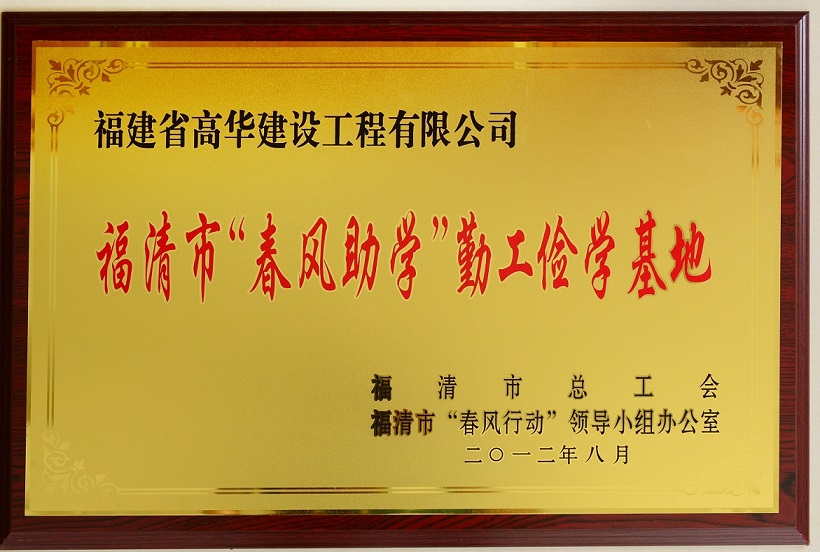 福建省高华建设工程有限公司
福清市“春风助学”勤工俭学基地
福清市总工会
福清市“春风行动”领导小组办公室
二〇一二年八月